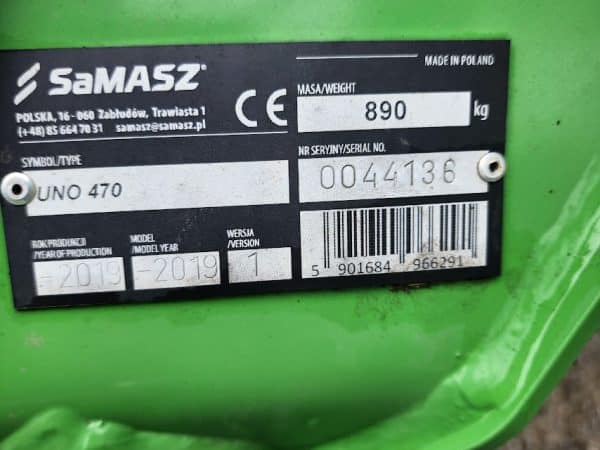 SaMASZ
MADE IN POLAND
POLSKA, 16-060 Zabłudów, Trawiasta 1
(+48) 85 664 70 31 samasz@samasz.pl
CE
MASA/WEIGHT
890 kg
SYMBOL/TYPE
UNO 470
NR SERYJNY/SERIAL NO.
0044136
ROK PRODUKCJI
/YEAR OF PRODUCTION
-2019-
MODEL
/MODEL YEAR
-2019
WERSJA
/VERSION
1
5 901684 966291